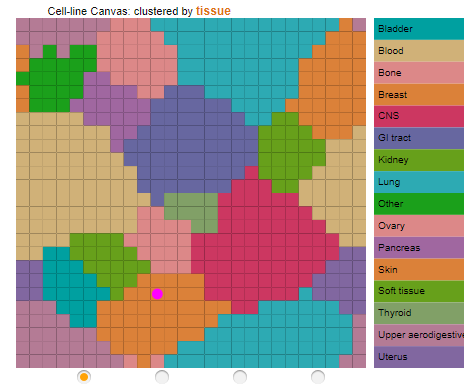 Cell-line Canvas: clustered by tissue
Bladder
Blood
Bone
Breast
CNS
GI tract
Kidney
Lung
Other
Ovary
Pancreas
Skin
Soft tissue
Thyroid
Upper aerodigestive
Uterus